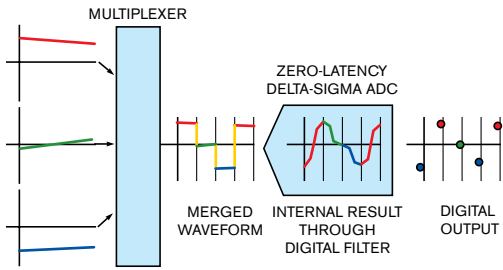 MULTIPLEXER
ZERO-LATENCY
DELTA-SIGMA ADC
MERGED
WAVEFORM
INTERNAL RESULT
THROUGH
DIGITAL FILTER
DIGITAL
OUTPUT